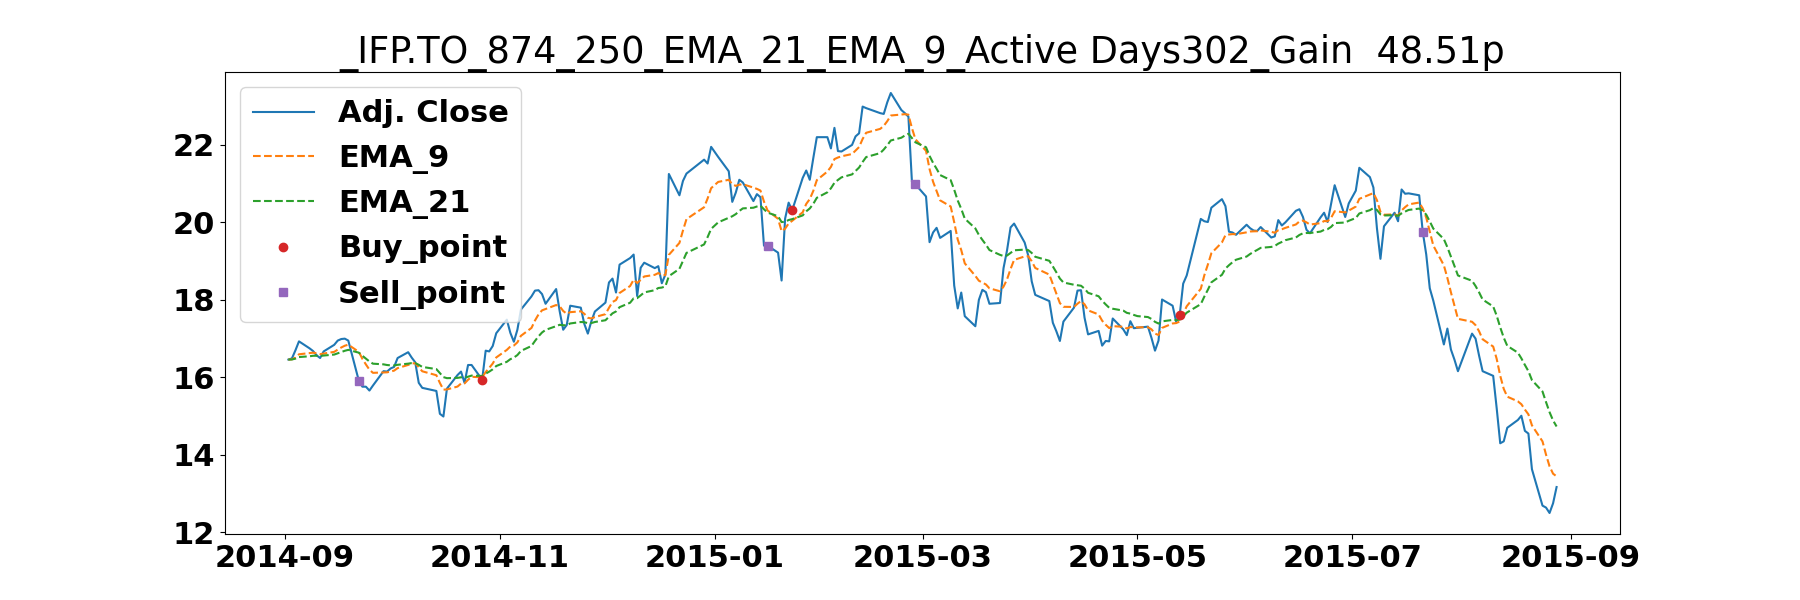 _IFP.TO_874_250_EMA_21_EMA_9_Active Days302_Gain  48.51p
Adj. Close
EMA_9
EMA_21
Buy_point
Sell_point
22
20
18
16
14
12
2014-09 2014-11 2015-01 2015-03 2015-05 2015-07 2015-09